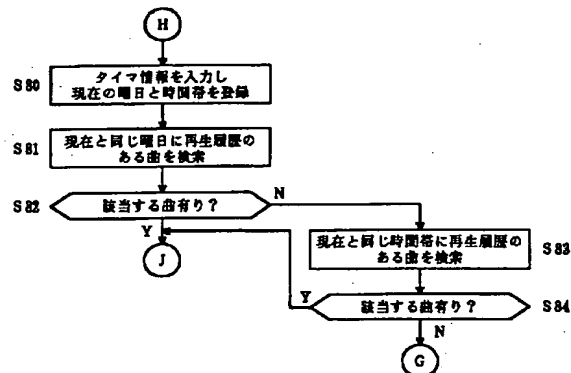 H
S80
タイマ情報を入力し
現在の曜日と時間帯を登録
S81
現在と同じ曜日に再生履歴の
ある曲を検索
S82
該当する曲有り？
N
Y
J
現在と同じ時間帯に再生履歴の
ある曲を検索
S83
Y
該当する曲有り？
S84
N
G